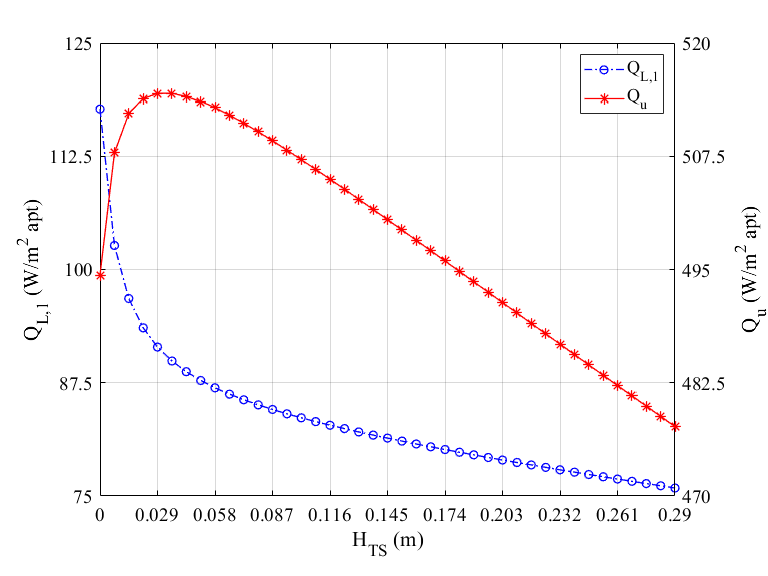 125
112.5
100
87.5
75
Q_{L,1} (W/m² apt)
520
507.5
495
482.5
470
Q_u (W/m² apt)
Q_{L,1}
Q_u
0 0.029 0.058 0.087 0.116 0.145 0.174 0.203 0.232 0.261 0.29
H_{TS} (m)